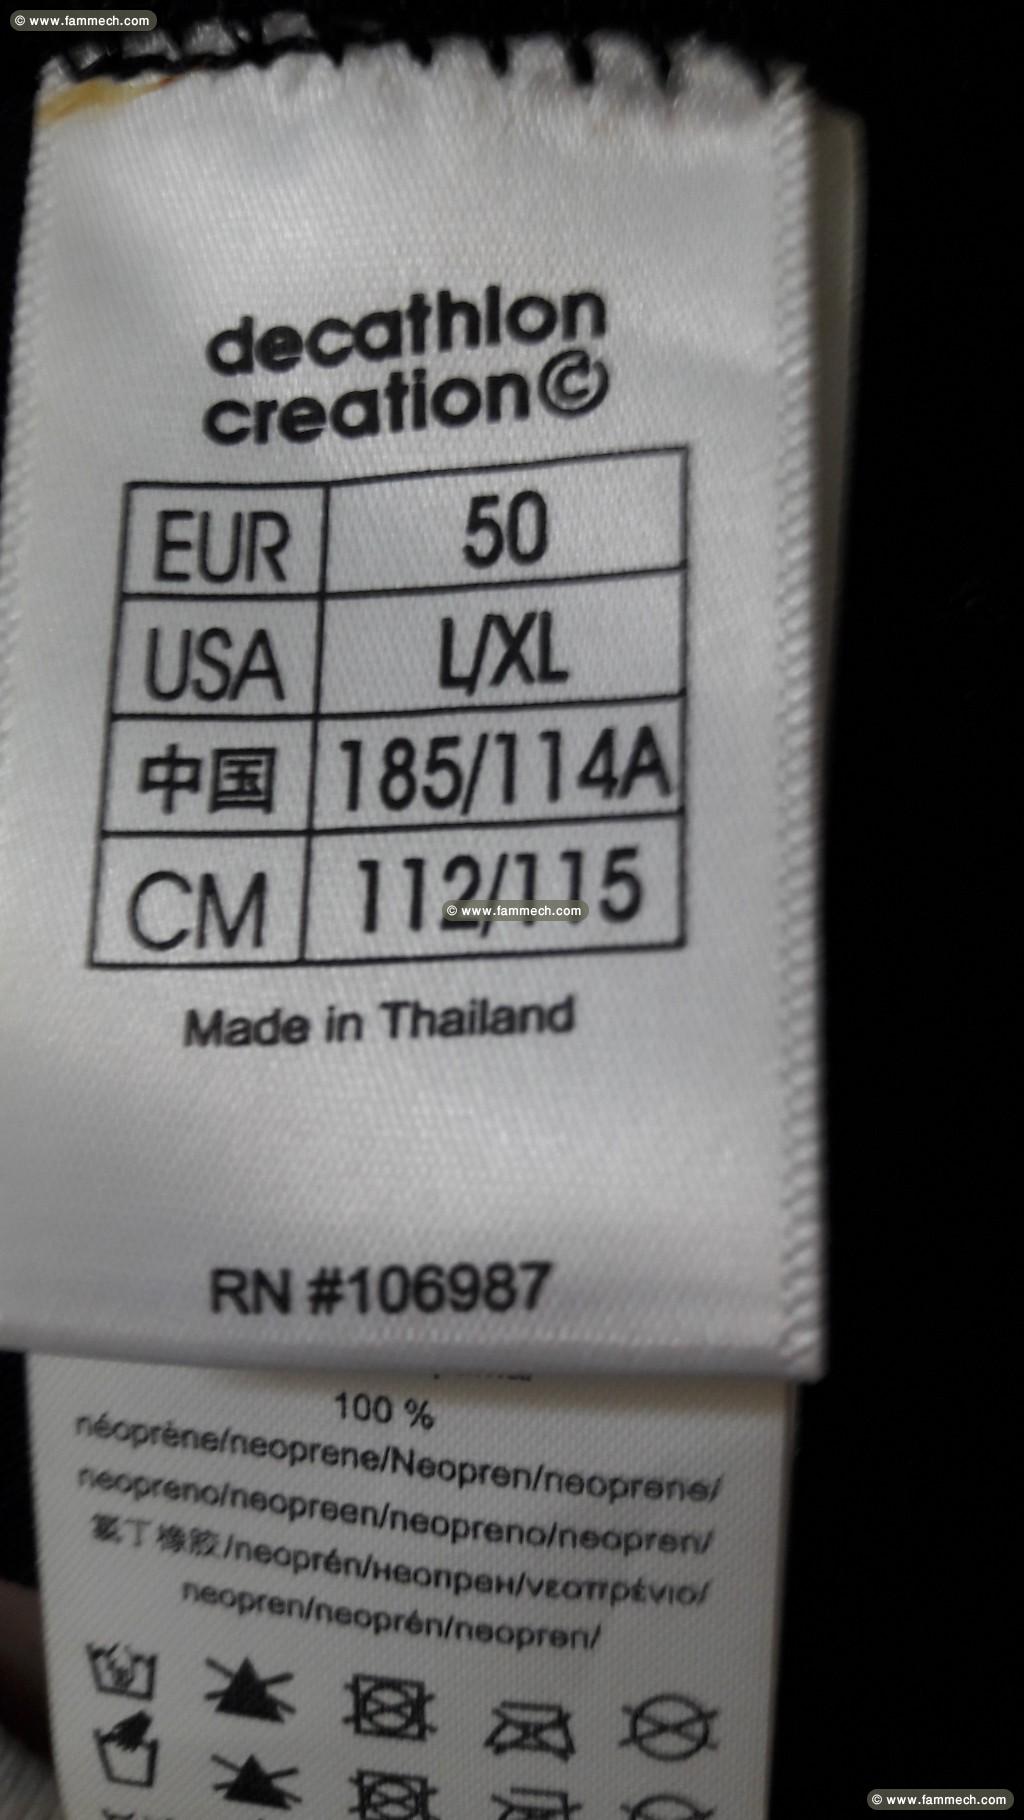 © www.fammech.com
decathlon
creation©
EUR 50
USA L/XL
中国 185/114A
CM 112/115
© www.fammech.com
Made in Thailand
RN #106987
100 %
néoprène/neoprene/Neopren/neoprene/
neopreno/neopreen/neopreno/neopren/
氯丁橡胶/neoprén/неопрен/νεοπρένιο/
neopren/neoprén/neopren/
© www.fammech.com